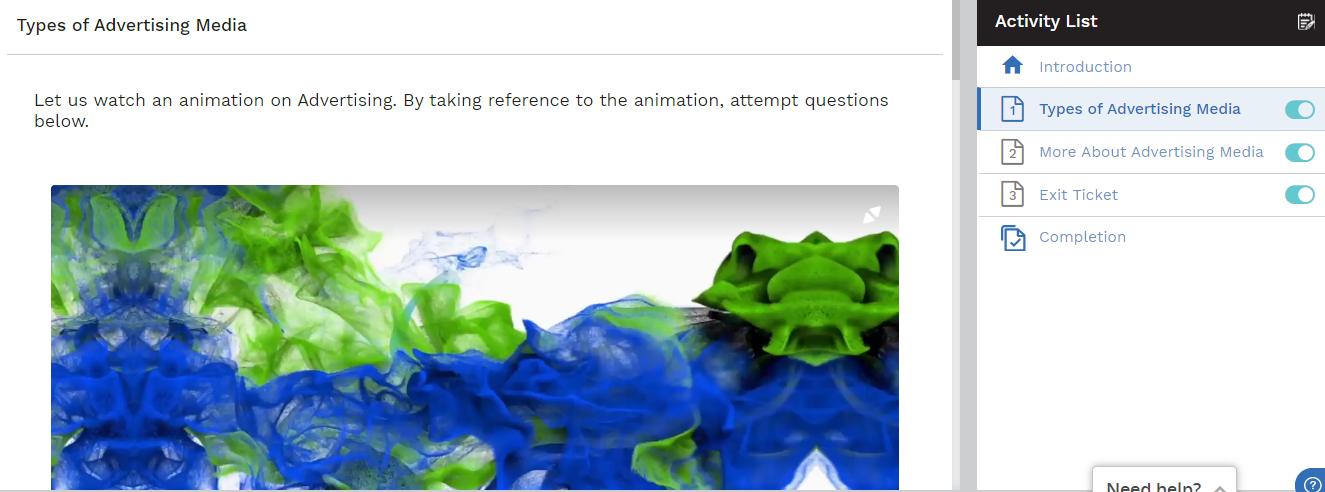 Types of Advertising Media
Let us watch an animation on Advertising. By taking reference to the animation, attempt questions
below.
Activity List
Introduction
1 Types of Advertising Media
2 More About Advertising Media
3 Exit Ticket
Completion
Need help?
?